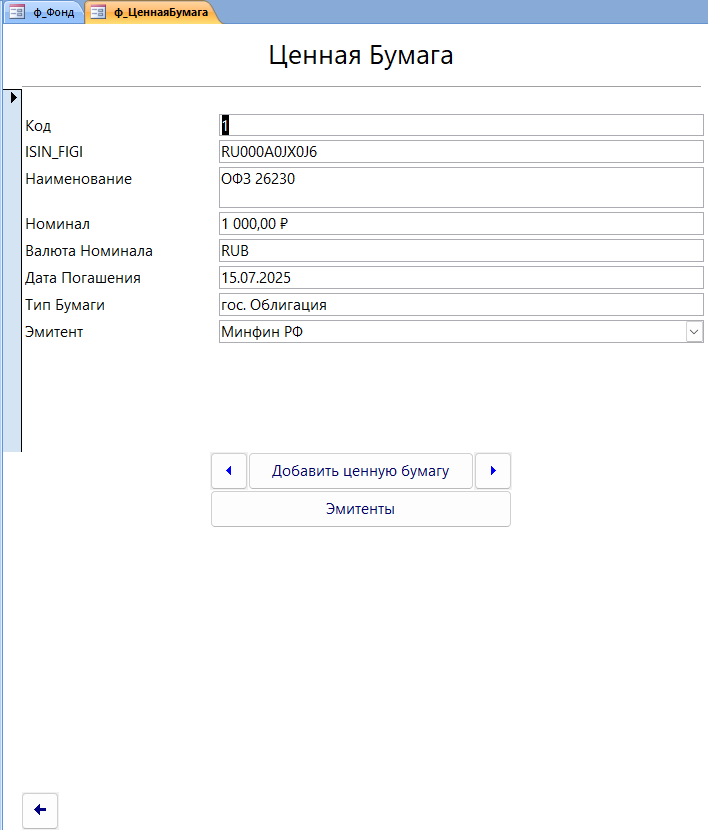 ф_Фонд ф_ЦеннаяБумага
Ценная Бумага
Код 1
ISIN_FIGI RU000A0JX0J6
Наименование ОФЗ 26230
Номинал 1 000,00 ₽
Валюта Номинала RUB
Дата Погашения 15.07.2025
Тип Бумаги гос. Облигация
Эмитент Минфин РФ
Добавить ценную бумагу
Эмитенты